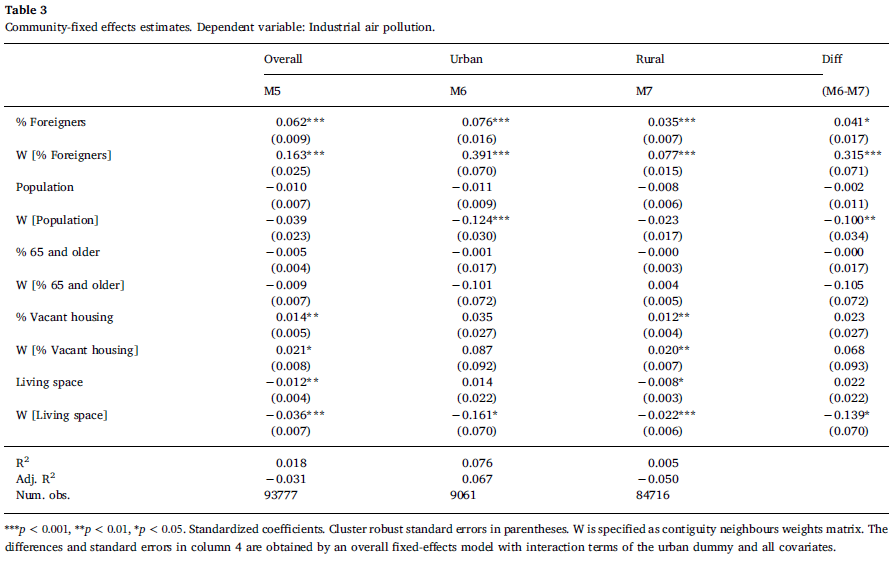 Table 3
Community-fixed effects estimates. Dependent variable: Industrial air pollution.
Overall Urban Rural Diff
M5 M6 M7 (M6-M7)
% Foreigners 0.062*** 0.076*** 0.035*** 0.041*
(0.009) (0.016) (0.007) (0.017)
W [% Foreigners] 0.163*** 0.391*** 0.077*** 0.315***
(0.025) (0.070) (0.015) (0.071)
Population −0.010 −0.011 −0.008 −0.002
(0.007) (0.009) (0.006) (0.011)
W [Population] −0.039 −0.124*** −0.023 −0.100**
(0.023) (0.030) (0.017) (0.034)
% 65 and older −0.005 −0.001 −0.000 −0.000
(0.004) (0.017) (0.003) (0.017)
W [% 65 and older] −0.009 −0.101 0.004 −0.105
(0.007) (0.072) (0.005) (0.072)
% Vacant housing 0.014** 0.035 0.012** 0.023
(0.005) (0.027) (0.004) (0.027)
W [% Vacant housing] 0.021* 0.087 0.020** 0.068
(0.008) (0.092) (0.007) (0.093)
Living space −0.012** 0.014 −0.008* 0.022
(0.004) (0.022) (0.003) (0.022)
W [Living space] −0.036*** −0.161* −0.022*** −0.139*
(0.007) (0.070) (0.006) (0.070)
R² 0.018 0.076 0.005
Adj. R² −0.031 0.067 −0.050
Num. obs. 93777 9061 84716
***p < 0.001, **p < 0.01, *p < 0.05. Standardized coefficients. Cluster robust standard errors in parentheses. W is specified as contiguity neighbours weights matrix. The
differences and standard errors in column 4 are obtained by an overall fixed-effects model with interaction terms of the urban dummy and all covariates.